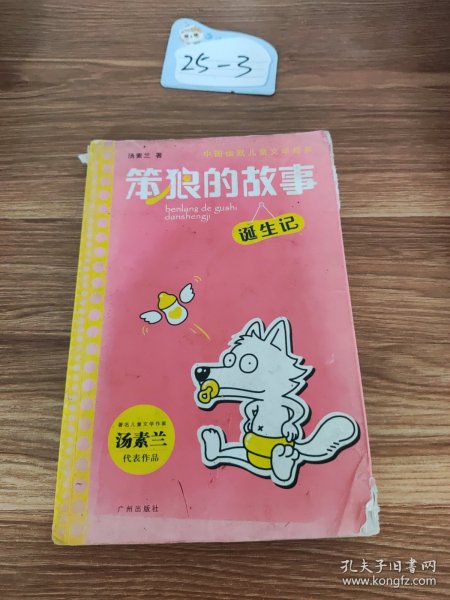 25-3
汤素兰 著
中国幽默儿童文学
笨狼的故事
benlang de gushi
danshengji
诞生记
著名儿童文学作家
汤素兰
代表作品
广州出版社
孔夫子旧书网
www.kongfz.com